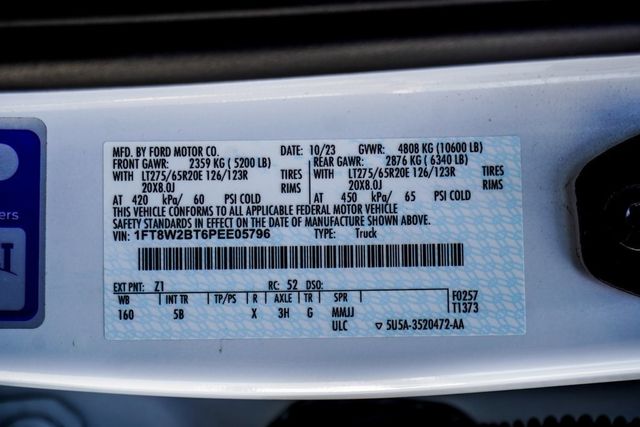 MFD. BY FORD MOTOR CO. DATE: 10/23 GVWR: 4808 KG (10600 LB)
FRONT GAWR: 2359 KG (5200 LB) REAR GAWR: 2876 KG (6340 LB)
WITH LT275/65R20E 126/123R TIRES WITH LT275/65R20E 126/123R TIRES
20X8.0J RIMS 20X8.0J RIMS
AT 420 kPa/ 60 PSI COLD AT 450 kPa/ 65 PSI COLD
THIS VEHICLE CONFORMS TO ALL APPLICABLE FEDERAL MOTOR VEHICLE
SAFETY STANDARDS IN EFFECT ON THE DATE OF MANUFACTURE SHOWN ABOVE.
VIN: 1FT8W2BT6PEE05796 TYPE: Truck
EXT PNT: Z1 RC: 52 DSO:
WB INT TR TP/PS R AXLE TR SPR F0257
160 5B X 3H G MMJJ T1373
ULC ▽ 5U5A-3520472-AA
ers